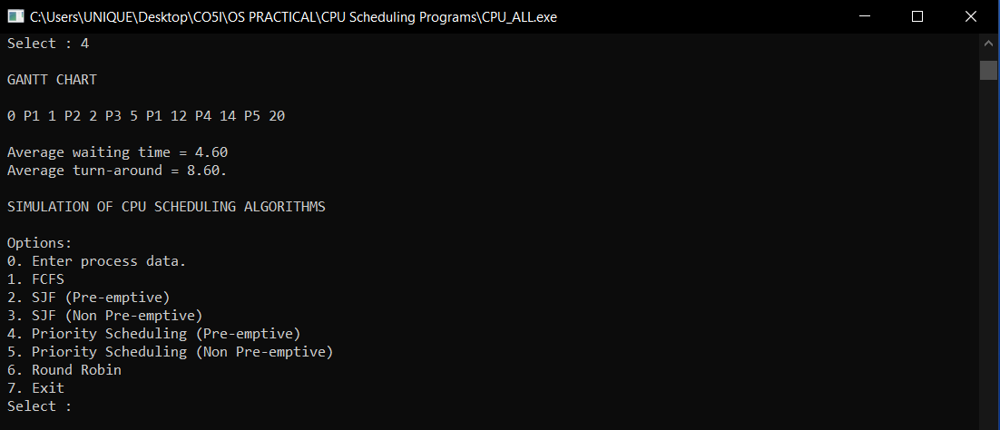 C:\Users\UNIQUE\Desktop\CO5I\OS PRACTICAL\CPU Scheduling Programs\CPU_ALL.exe
Select : 4
GANTT CHART
0 P1 1 P2 2 P3 5 P1 12 P4 14 P5 20
Average waiting time = 4.60
Average turn-around = 8.60.
SIMULATION OF CPU SCHEDULING ALGORITHMS
Options:
0. Enter process data.
1. FCFS
2. SJF (Pre-emptive)
3. SJF (Non Pre-emptive)
4. Priority Scheduling (Pre-emptive)
5. Priority Scheduling (Non Pre-emptive)
6. Round Robin
7. Exit
Select :